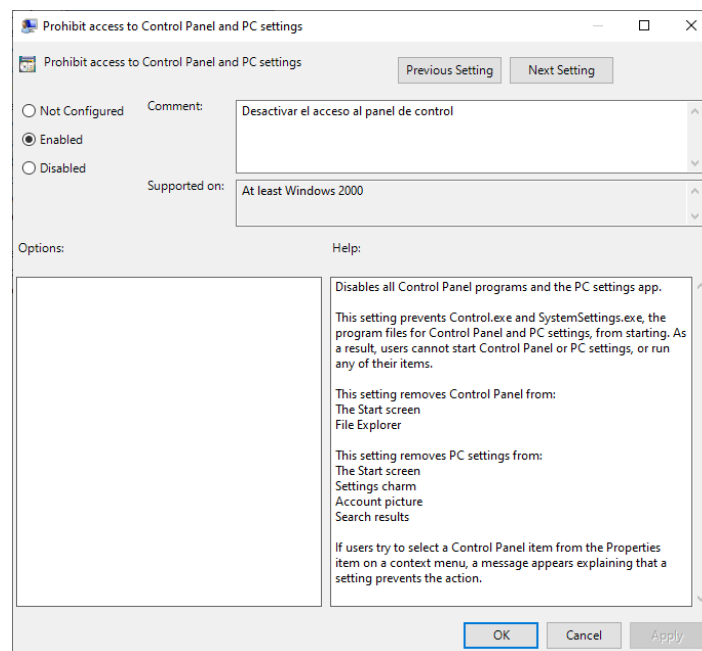 Prohibit access to Control Panel and PC settings
Prohibit access to Control Panel and PC settings
Previous Setting
Next Setting
Not Configured
Enabled
Disabled
Comment:
Desactivar el acceso al panel de control
Supported on:
At least Windows 2000
Options:
Help:
Disables all Control Panel programs and the PC settings app.
This setting prevents Control.exe and SystemSettings.exe, the
program files for Control Panel and PC settings, from starting. As
a result, users cannot start Control Panel or PC settings, or run
any of their items.
This setting removes Control Panel from:
The Start screen
File Explorer
This setting removes PC settings from:
The Start screen
Settings charm
Account picture
Search results
If users try to select a Control Panel item from the Properties
item on a context menu, a message appears explaining that a
setting prevents the action.
OK
Cancel
Apply